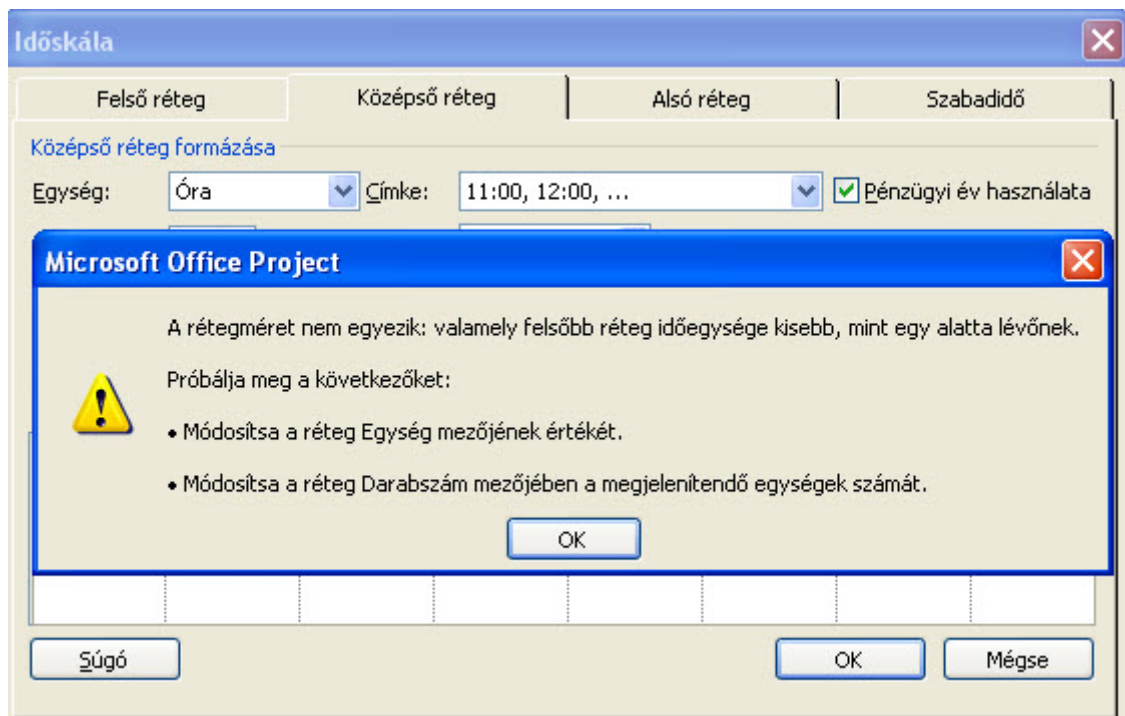 Időskála
Felső réteg Középső réteg Alsó réteg Szabadidő
Középső réteg formázása
Egység: Óra Címke: 11:00, 12:00, ... Pénzügyi év használata
Microsoft Office Project
A rétegméret nem egyezik: valamely felsőbb réteg időegysége kisebb, mint egy alatta lévőnek.
Próbálja meg a következőket:
• Módosítsa a réteg Egység mezőjének értékét.
• Módosítsa a réteg Darabszám mezőjében a megjelenítendő egységek számát.
OK
Súgó OK Mégse